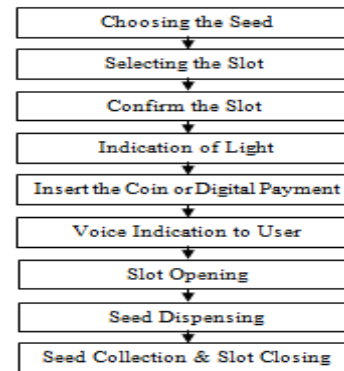 Choosing the Seed
Selecting the Slot
Confirm the Slot
Indication of Light
Insert the Coin or Digital Payment
Voice Indication to User
Slot Opening
Seed Dispensing
Seed Collection & Slot Closing